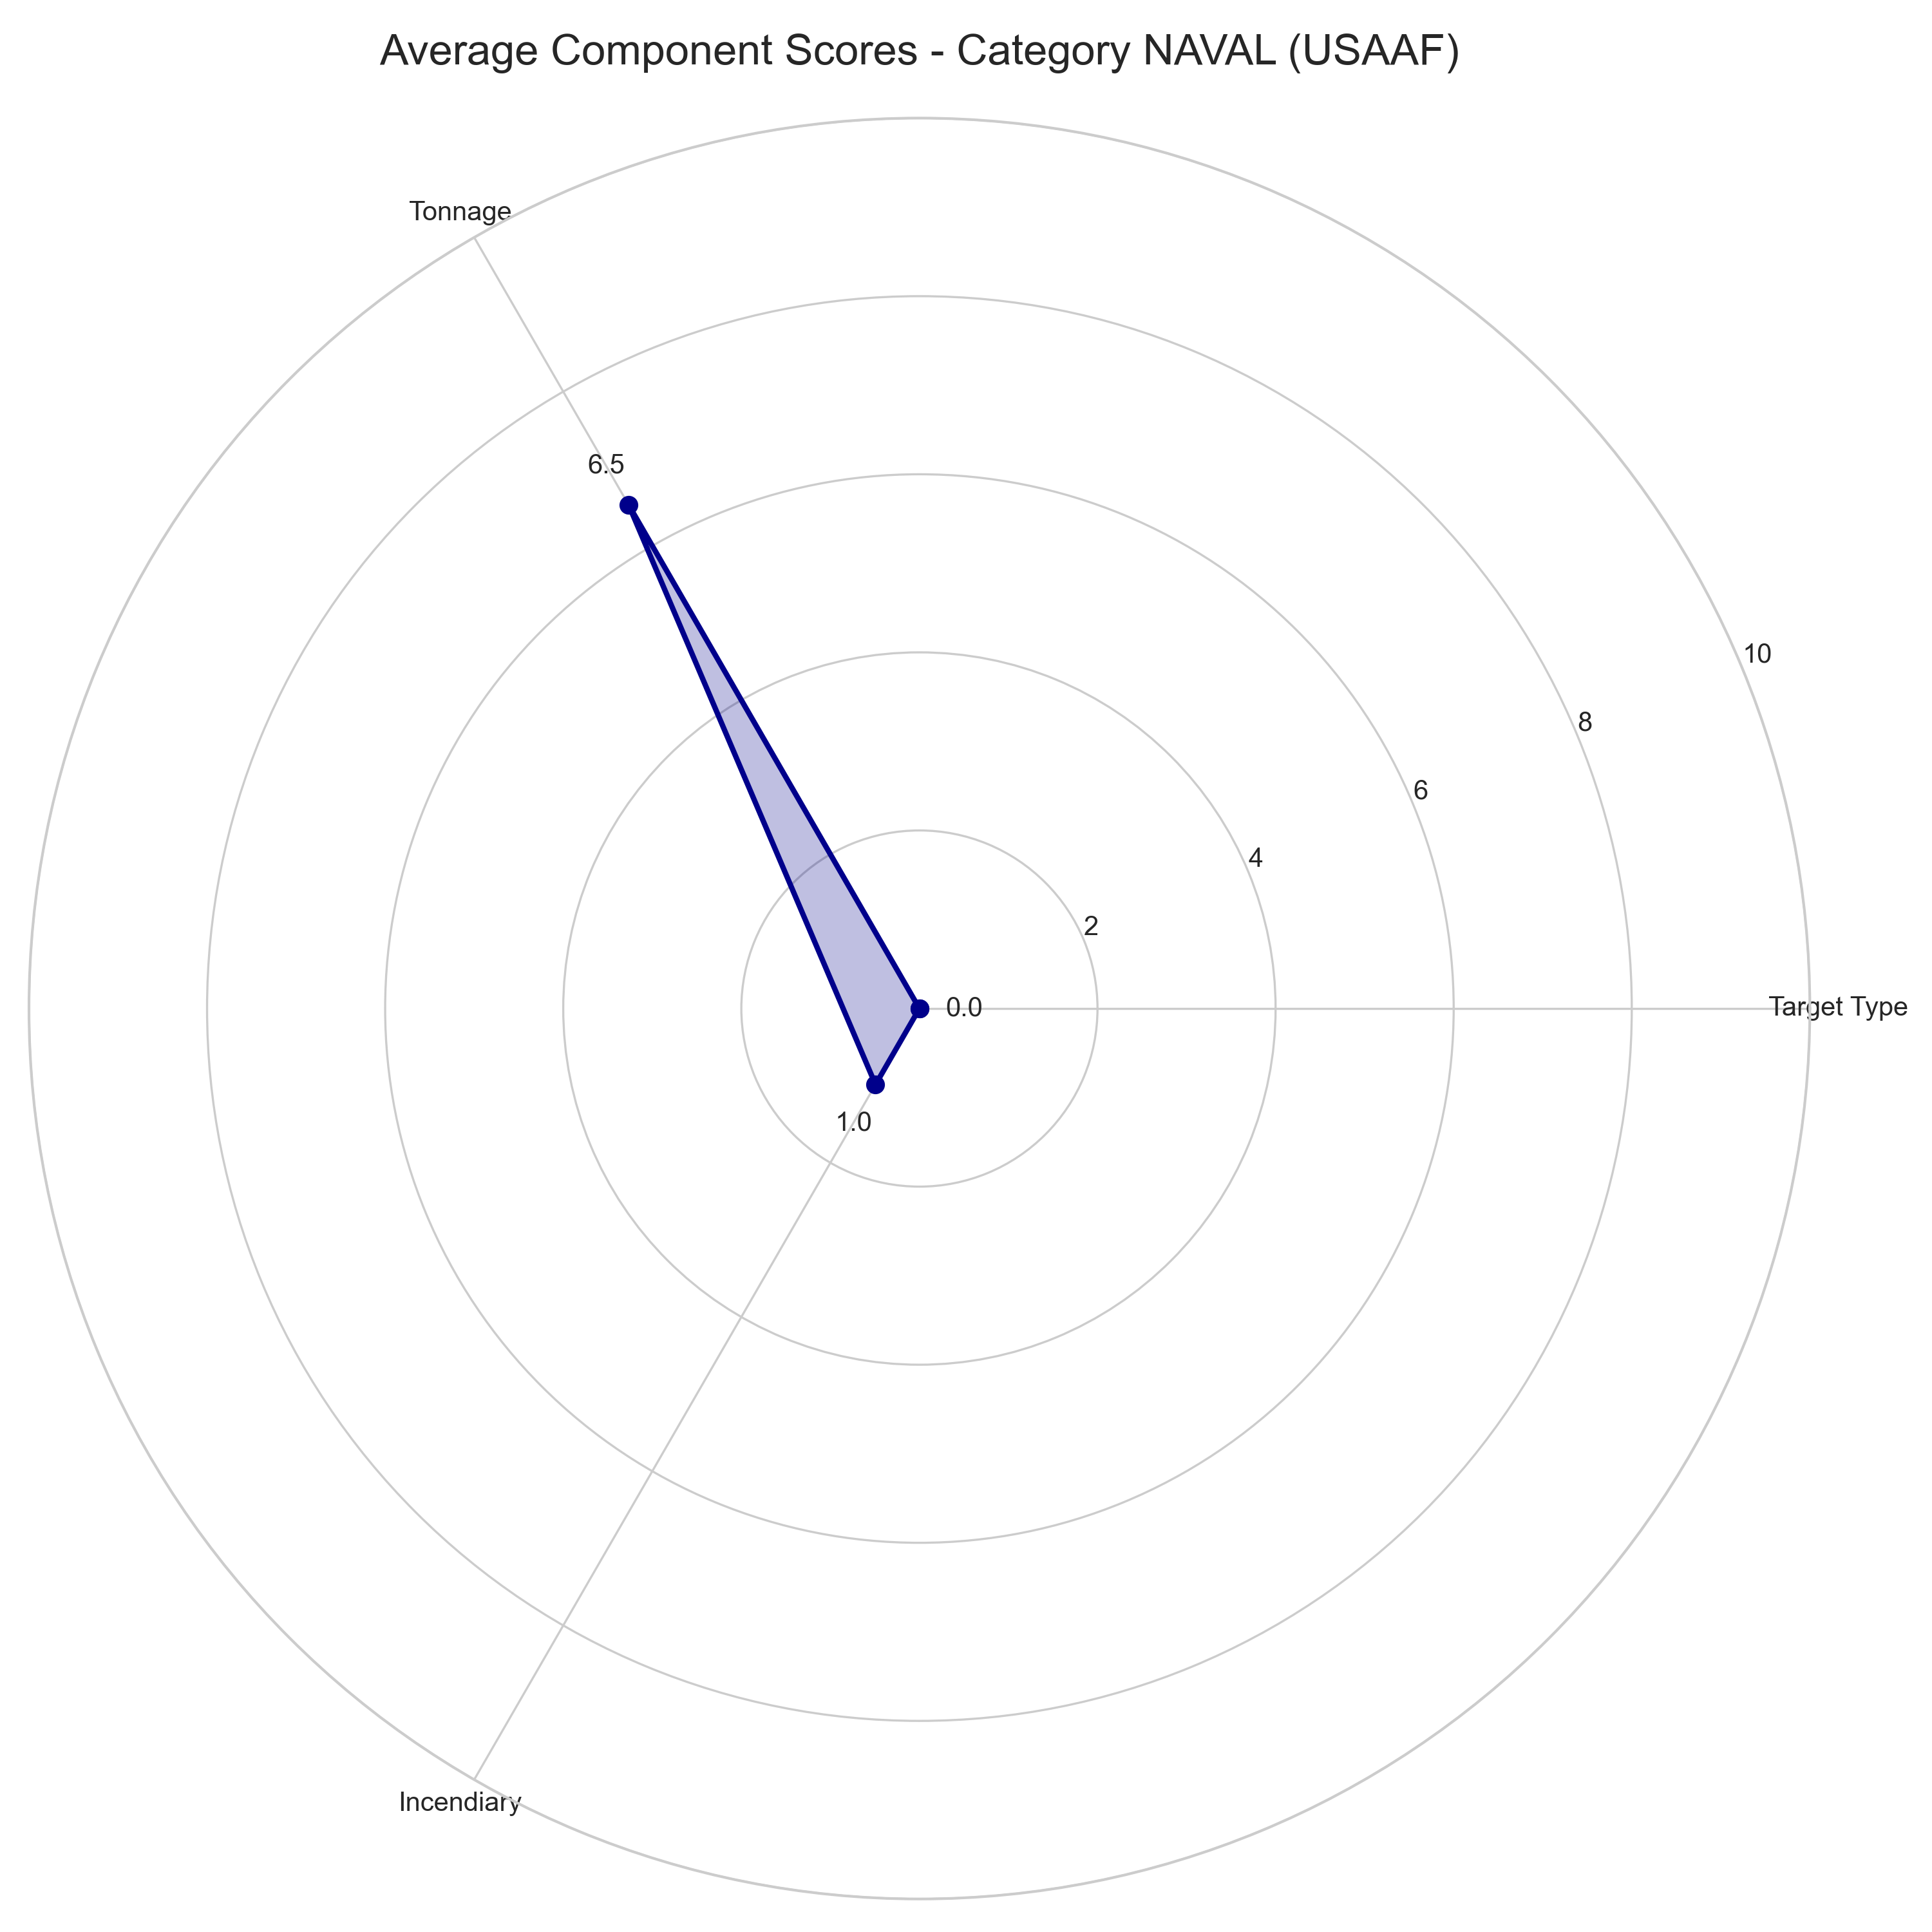 Average Component Scores - Category NAVAL (USAAF)
Tonnage
6.5
10
8
6
4
2
0.0
Target Type
1.0
Incendiary